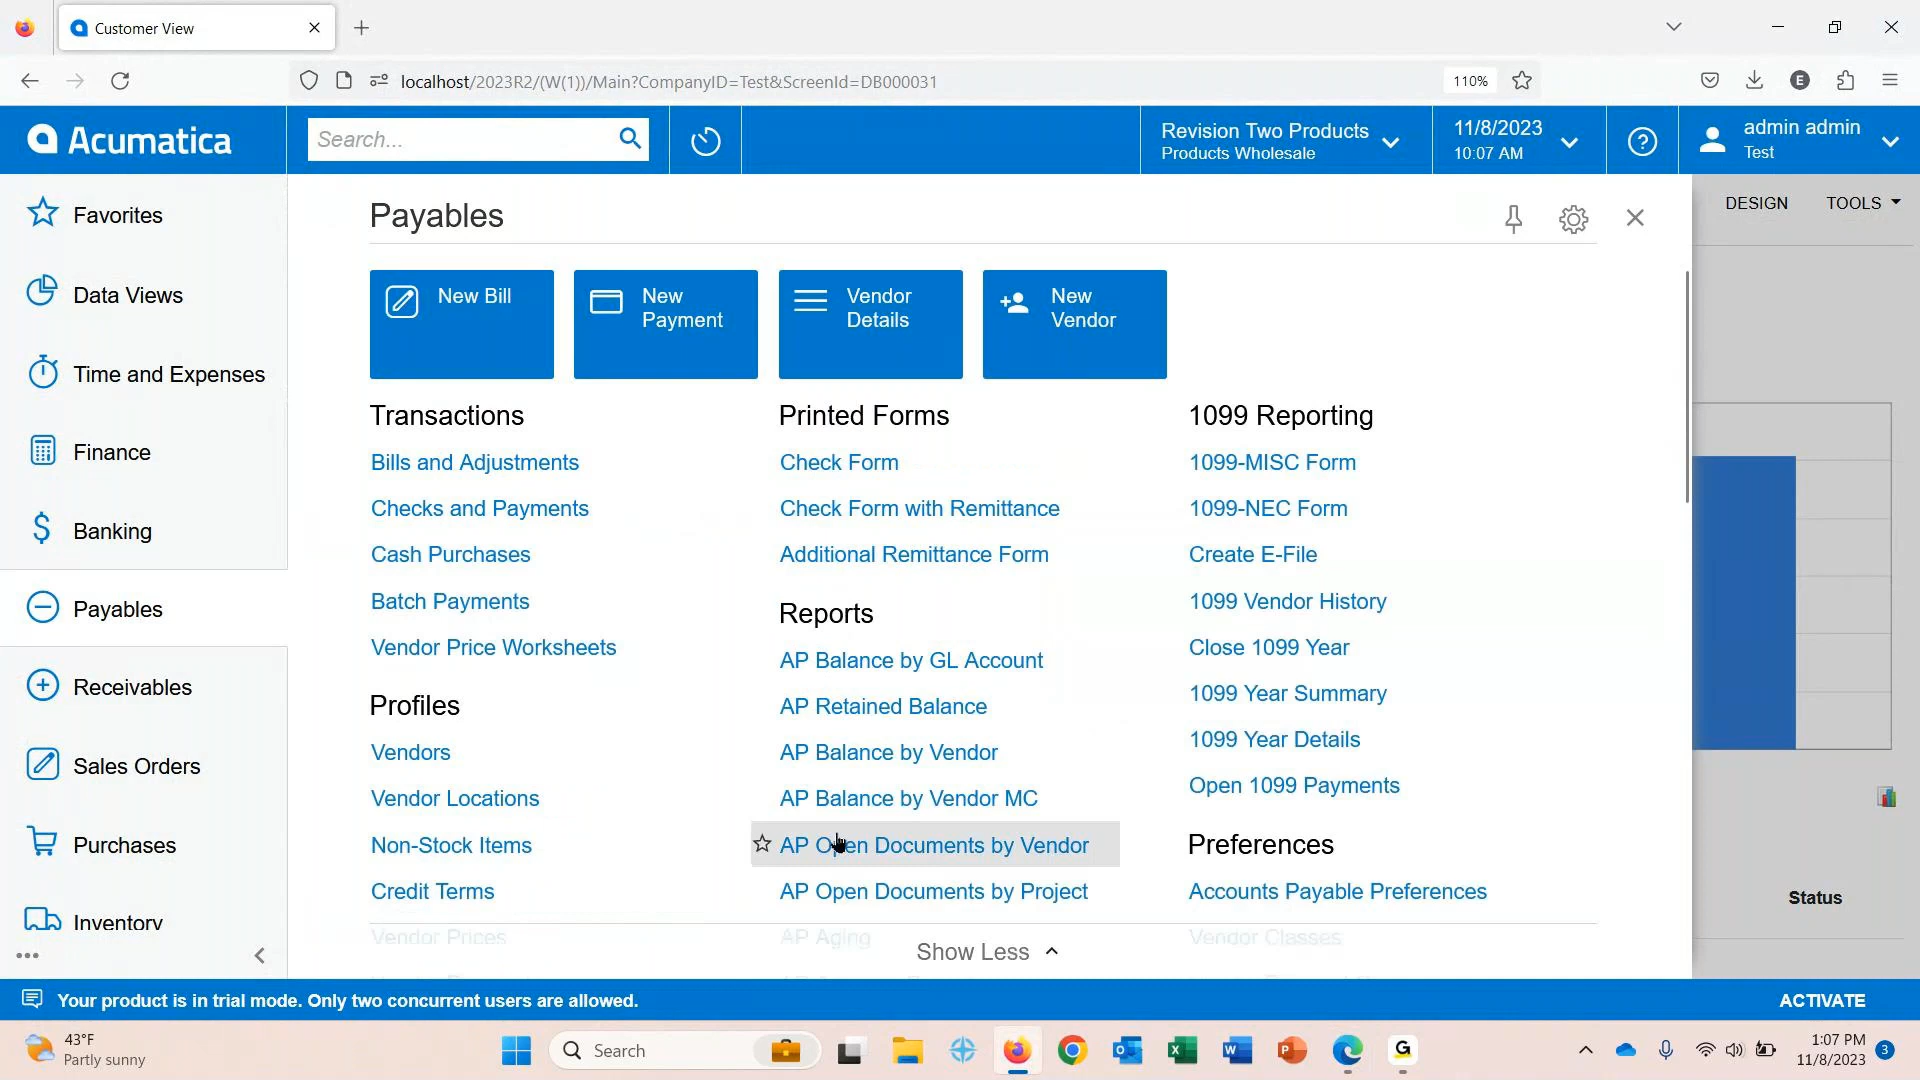 Customer View
localhost/2023R2/(W(1))/Main?CompanyID=Test&ScreenId=DB000031
110%
E
Acumatica
Search...
Revision Two Products
Products Wholesale
11/8/2023
10:07 AM
admin admin
Test
Favorites
Data Views
Time and Expenses
Finance
Banking
Payables
Receivables
Sales Orders
Purchases
Inventory
Payables
DESIGN
TOOLS
New Bill
New
Payment
Vendor
Details
New
Vendor
Transactions
Bills and Adjustments
Checks and Payments
Cash Purchases
Batch Payments
Vendor Price Worksheets
Profiles
Vendors
Vendor Locations
Non-Stock Items
Credit Terms
Vendor Prices
Printed Forms
Check Form
Check Form with Remittance
Additional Remittance Form
Reports
AP Balance by GL Account
AP Retained Balance
AP Balance by Vendor
AP Balance by Vendor MC
AP Open Documents by Vendor
AP Open Documents by Project
AP Aging
1099 Reporting
1099-MISC Form
1099-NEC Form
Create E-File
1099 Vendor History
Close 1099 Year
1099 Year Summary
1099 Year Details
Open 1099 Payments
Preferences
Accounts Payable Preferences
Vendor Classes
Show Less
Status
Your product is in trial mode. Only two concurrent users are allowed.
ACTIVATE
43°F
Partly sunny
Search
1:07 PM
11/8/2023
3